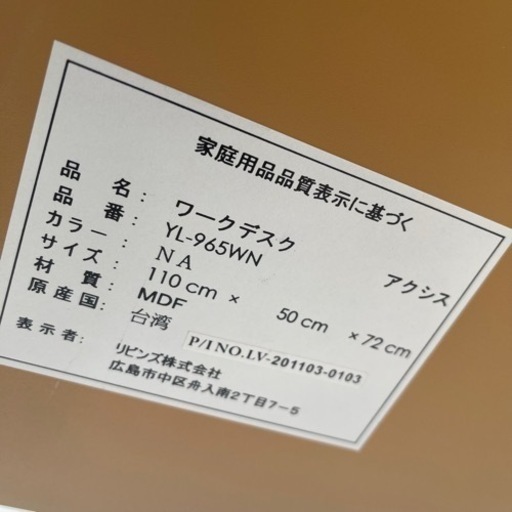 家庭用品品質表示に基づく
品 名： ワークデスク アクシス
品 番： YL-965WN
カラー： NA
サイズ： 110 cm × 50 cm × 72 cm
材 質： MDF
原産国： 台湾
P/I NO. LV-201103-0103
表示者： リビンズ株式会社
広島市中区舟入南2丁目7-5